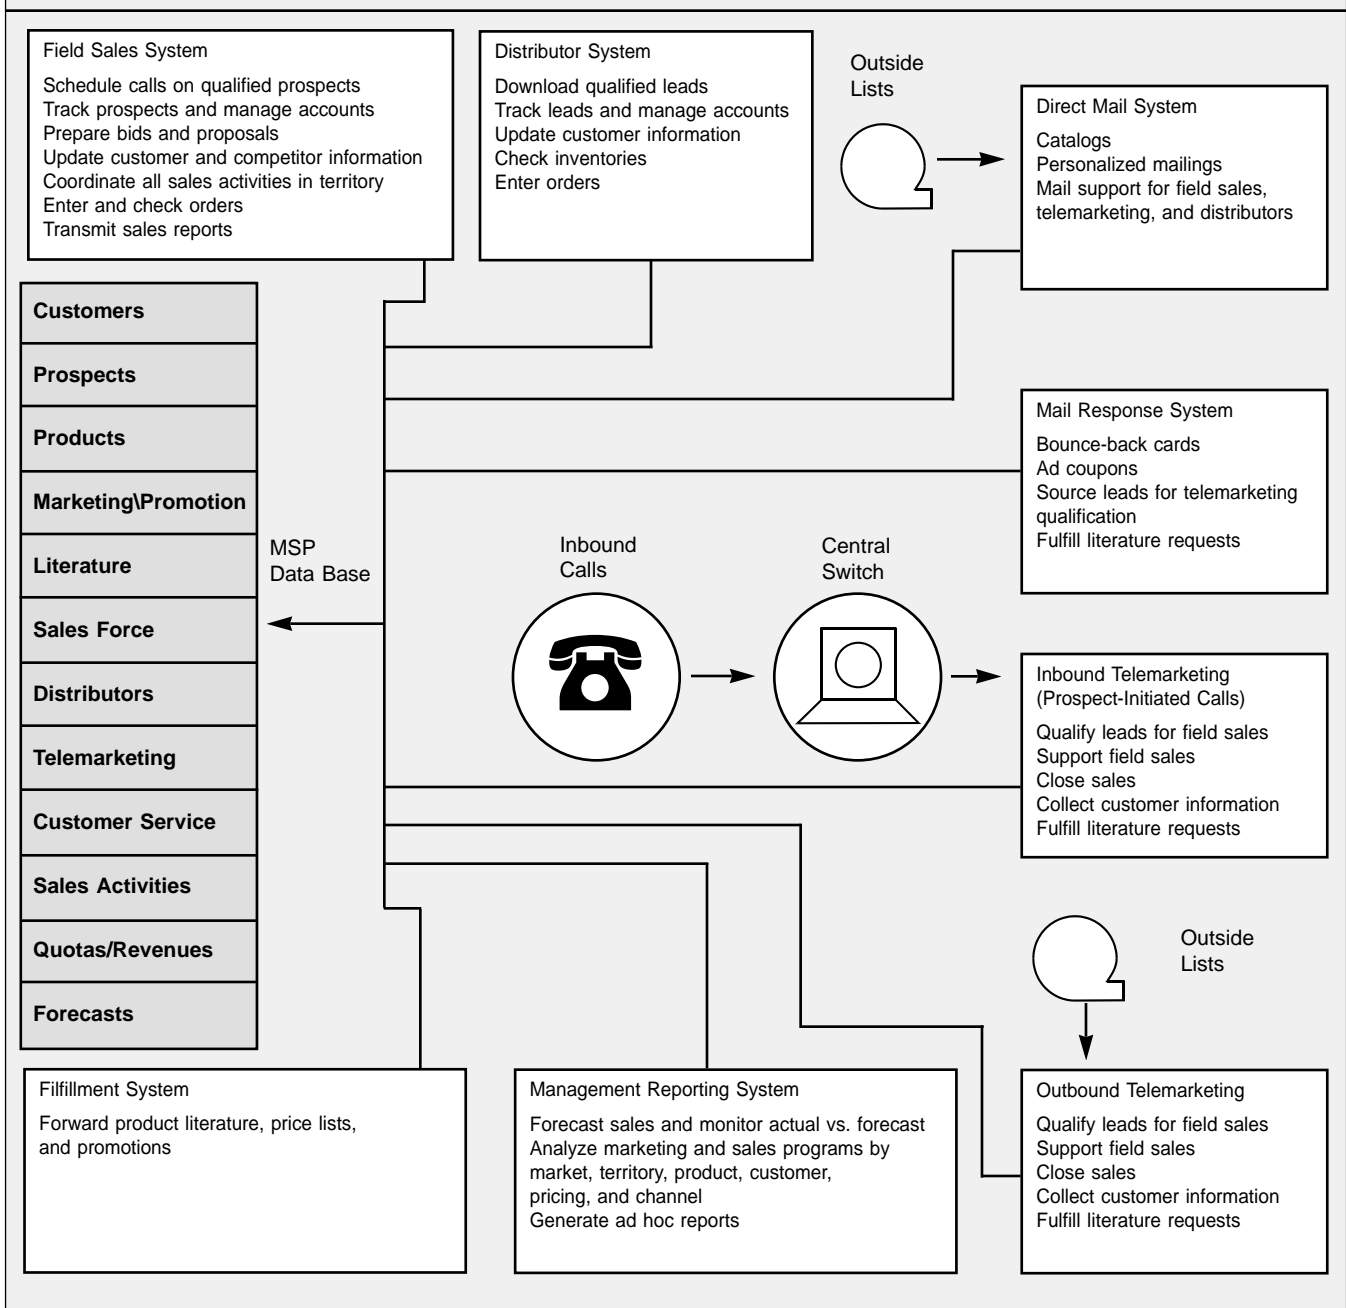 Field Sales System
Schedule calls on qualified prospects
Track prospects and manage accounts
Prepare bids and proposals
Update customer and competitor information
Coordinate all sales activities in territory
Enter and check orders
Transmit sales reports
Distributor System
Download qualified leads
Track leads and manage accounts
Update customer information
Check inventories
Enter orders
Outside
Lists
Direct Mail System
Catalogs
Personalized mailings
Mail support for field sales,
telemarketing, and distributors
Customers
Prospects
Products
Marketing\Promotion
Literature
Sales Force
Distributors
Telemarketing
Customer Service
Sales Activities
Quotas/Revenues
Forecasts
MSP
Data Base
Mail Response System
Bounce-back cards
Ad coupons
Source leads for telemarketing
qualification
Fulfill literature requests
Inbound
Calls
Central
Switch
Inbound Telemarketing
(Prospect-Initiated Calls)
Qualify leads for field sales
Support field sales
Close sales
Collect customer information
Fulfill literature requests
Outside
Lists
Filfillment System
Forward product literature, price lists,
and promotions
Management Reporting System
Forecast sales and monitor actual vs. forecast
Analyze marketing and sales programs by
market, territory, product, customer,
pricing, and channel
Generate ad hoc reports
Outbound Telemarketing
Qualify leads for field sales
Support field sales
Close sales
Collect customer information
Fulfill literature requests